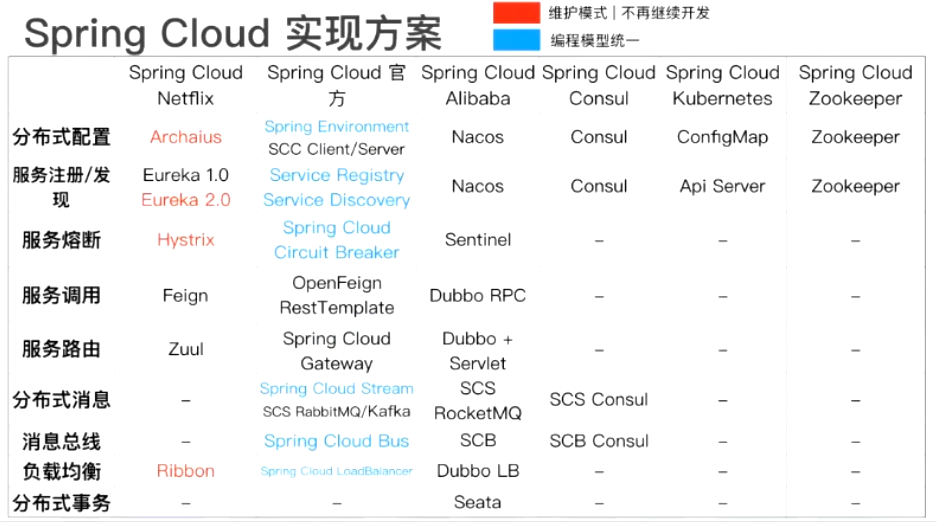 Spring Cloud 实现方案
维护模式 | 不再继续开发
编程模型统一
Spring Cloud Netflix
Spring Cloud 官方
Spring Cloud Alibaba
Spring Cloud Consul
Spring Cloud Kubernetes
Spring Cloud Zookeeper
分布式配置 Archaius Spring Environment SCC Client/Server Nacos Consul ConfigMap Zookeeper
服务注册/发现 Eureka 1.0 Eureka 2.0 Service Registry Service Discovery Nacos Consul Api Server Zookeeper
服务熔断 Hystrix Spring Cloud Circuit Breaker Sentinel – – –
服务调用 Feign OpenFeign RestTemplate Dubbo RPC – – –
服务路由 Zuul Spring Cloud Gateway Dubbo + Servlet – – –
分布式消息 – Spring Cloud Stream SCS RabbitMQ/Kafka SCS RocketMQ SCS Consul – –
消息总线 – Spring Cloud Bus SCB SCB Consul – –
负载均衡 Ribbon Spring Cloud LoadBalancer Dubbo LB – – –
分布式事务 – – Seata – – –